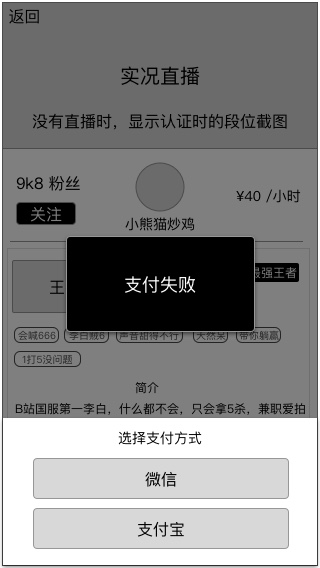 返回
实况直播
没有直播时，显示认证时的段位截图
9k8 粉丝
关注
¥40 /小时
小熊猫炒鸡
支付失败
王
最强王者
会喊666
李白贼6
声音甜得不行
天然呆
带你躺赢
1打5没问题
简介
B站国服第一李白，什么都不会，只会拿5杀，兼职爱拍
选择支付方式
微信
支付宝